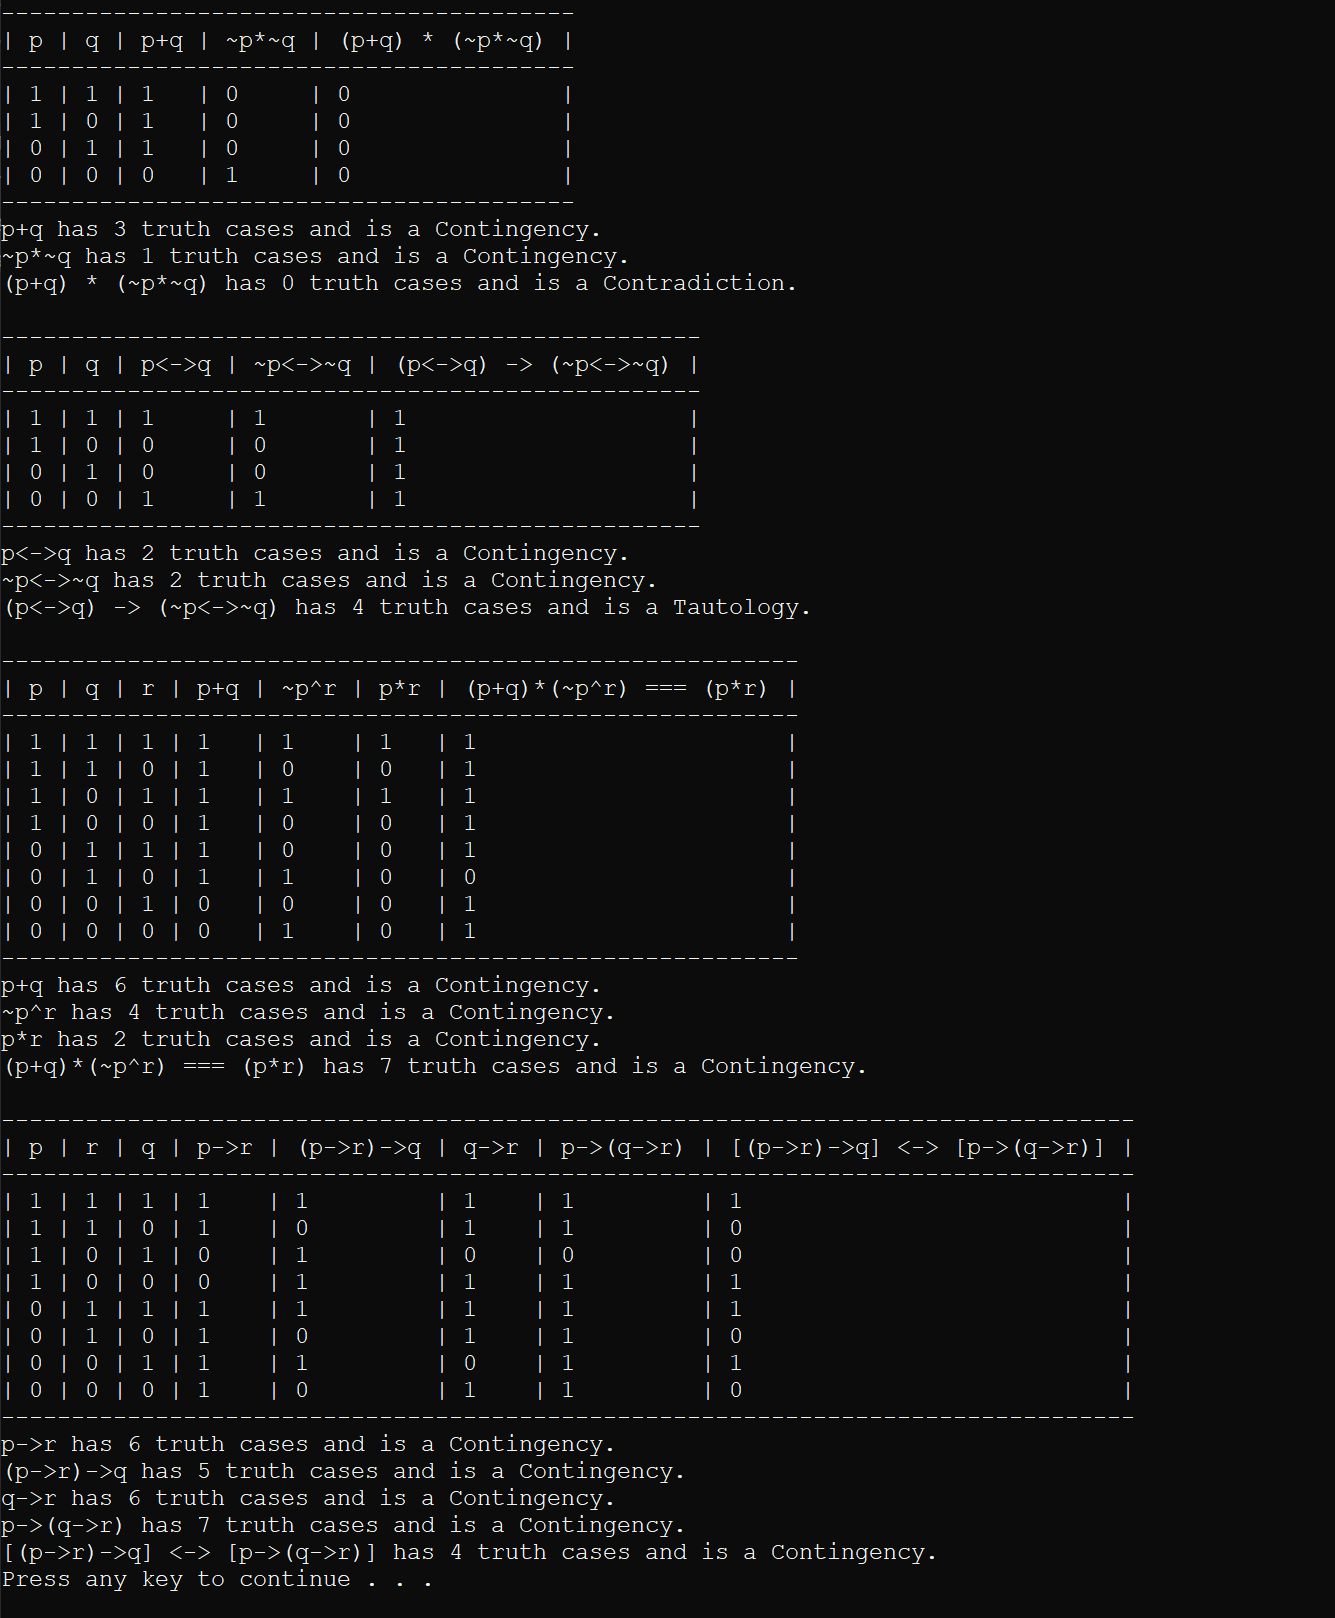 -----------------------------------------
| p | q | p+q | ~p*~q | (p+q) * (~p*~q) |
-----------------------------------------
| 1 | 1 | 1   | 0     | 0               |
| 1 | 0 | 1   | 0     | 0               |
| 0 | 1 | 1   | 0     | 0               |
| 0 | 0 | 0   | 1     | 0               |
-----------------------------------------
p+q has 3 truth cases and is a Contingency.
~p*~q has 1 truth cases and is a Contingency.
(p+q) * (~p*~q) has 0 truth cases and is a Contradiction.

--------------------------------------------------
| p | q | p<->q | ~p<->~q | (p<->q) -> (~p<->~q) |
--------------------------------------------------
| 1 | 1 | 1     | 1       | 1                    |
| 1 | 0 | 0     | 0       | 1                    |
| 0 | 1 | 0     | 0       | 1                    |
| 0 | 0 | 1     | 1       | 1                    |
--------------------------------------------------
p<->q has 2 truth cases and is a Contingency.
~p<->~q has 2 truth cases and is a Contingency.
(p<->q) -> (~p<->~q) has 4 truth cases and is a Tautology.

---------------------------------------------------------
| p | q | r | p+q | ~p^r | p*r | (p+q)*(~p^r) === (p*r) |
---------------------------------------------------------
| 1 | 1 | 1 | 1   | 1    | 1   | 1                      |
| 1 | 1 | 0 | 1   | 0    | 0   | 1                      |
| 1 | 0 | 1 | 1   | 1    | 1   | 1                      |
| 1 | 0 | 0 | 1   | 0    | 0   | 1                      |
| 0 | 1 | 1 | 1   | 0    | 0   | 1                      |
| 0 | 1 | 0 | 1   | 1    | 0   | 0                      |
| 0 | 0 | 1 | 0   | 0    | 0   | 1                      |
| 0 | 0 | 0 | 0   | 1    | 0   | 1                      |
---------------------------------------------------------
p+q has 6 truth cases and is a Contingency.
~p^r has 4 truth cases and is a Contingency.
p*r has 2 truth cases and is a Contingency.
(p+q)*(~p^r) === (p*r) has 7 truth cases and is a Contingency.

---------------------------------------------------------------------------------
| p | r | q | p->r | (p->r)->q | q->r | p->(q->r) | [(p->r)->q] <-> [p->(q->r)] |
---------------------------------------------------------------------------------
| 1 | 1 | 1 | 1    | 1         | 1    | 1         | 1                           |
| 1 | 1 | 0 | 1    | 0         | 1    | 1         | 0                           |
| 1 | 0 | 1 | 0    | 1         | 0    | 0         | 0                           |
| 1 | 0 | 0 | 0    | 1         | 1    | 1         | 1                           |
| 0 | 1 | 1 | 1    | 1         | 1    | 1         | 1                           |
| 0 | 1 | 0 | 1    | 0         | 1    | 1         | 0                           |
| 0 | 0 | 1 | 1    | 1         | 0    | 1         | 1                           |
| 0 | 0 | 0 | 1    | 0         | 1    | 1         | 0                           |
---------------------------------------------------------------------------------
p->r has 6 truth cases and is a Contingency.
(p->r)->q has 5 truth cases and is a Contingency.
q->r has 6 truth cases and is a Contingency.
p->(q->r) has 7 truth cases and is a Contingency.
[(p->r)->q] <-> [p->(q->r)] has 4 truth cases and is a Contingency.
Press any key to continue . . .